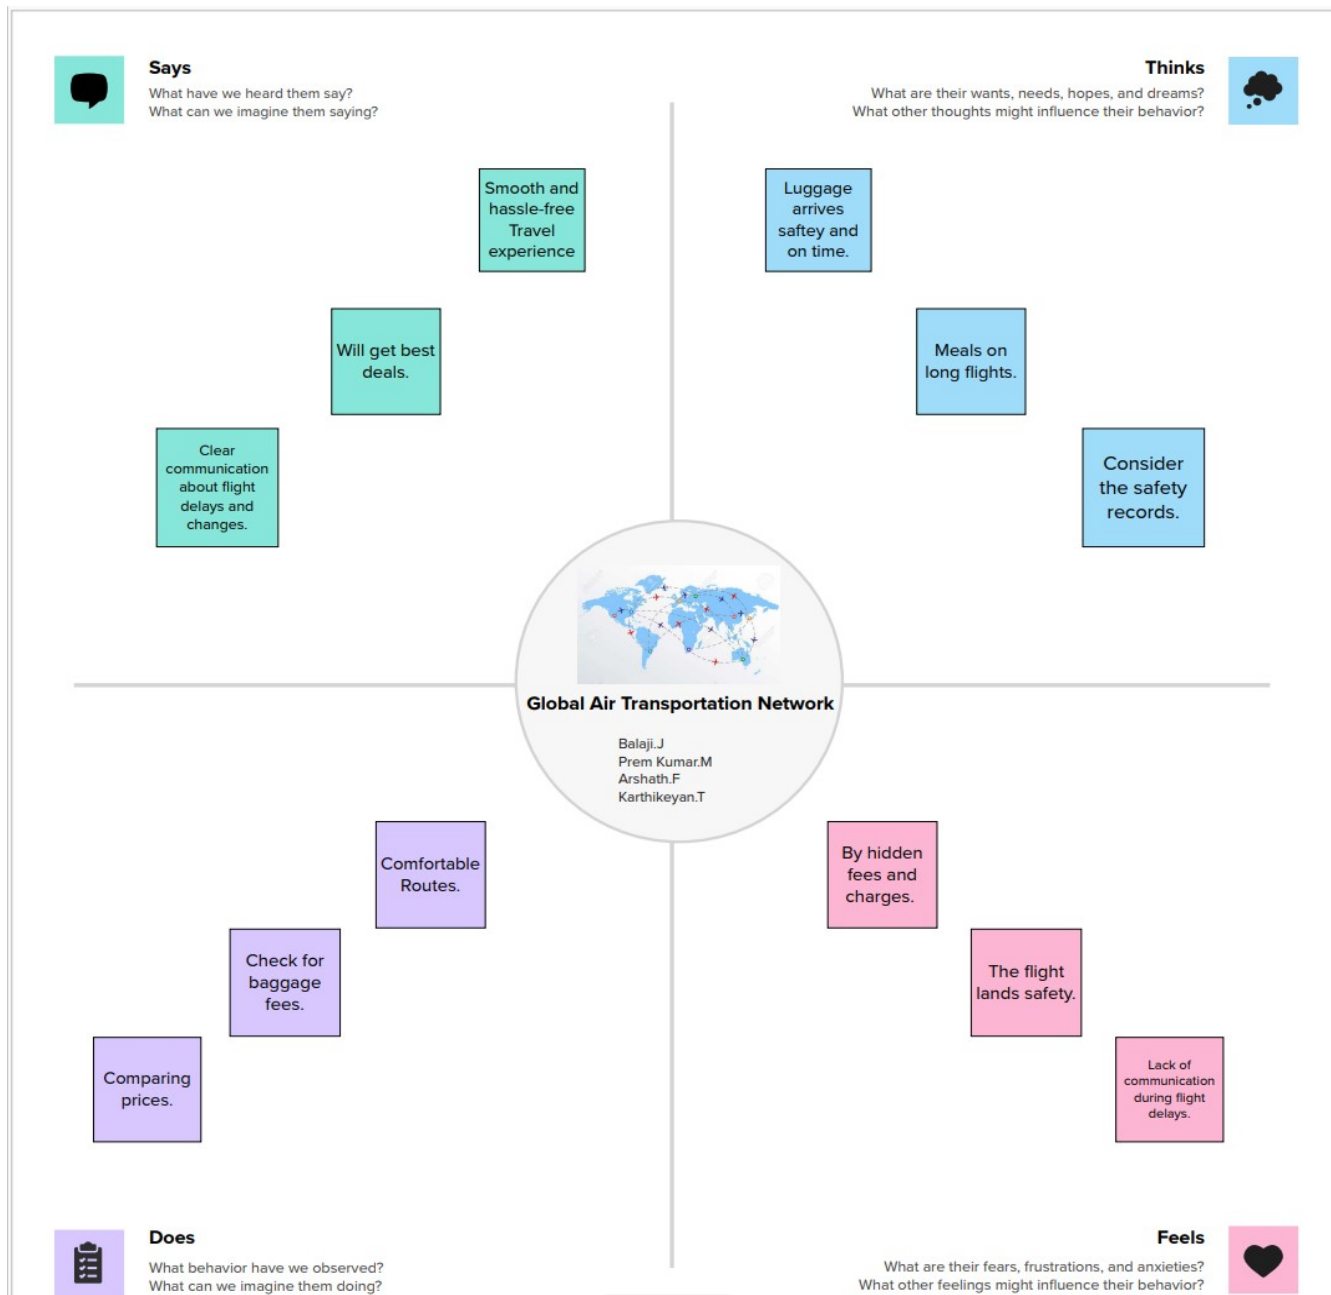 Says
What have we heard them say?
What can we imagine them saying?
Smooth and
hassle-free
Travel
experience
Will get best
deals.
Clear
communication
about flight
delays and
changes.
Thinks
What are their wants, needs, hopes, and dreams?
What other thoughts might influence their behavior?
Luggage
arrives
saftey and
on time.
Meals on
long flights.
Consider
the safety
records.
Global Air Transportation Network
Balaji.J
Prem Kumar.M
Arshath.F
Karthikeyan.T
Comfortable
Routes.
Check for
baggage
fees.
Comparing
prices.
Does
What behavior have we observed?
What can we imagine them doing?
By hidden
fees and
charges.
The flight
lands safety.
Lack of
communication
during flight
delays.
Feels
What are their fears, frustrations, and anxieties?
What other feelings might influence their behavior?